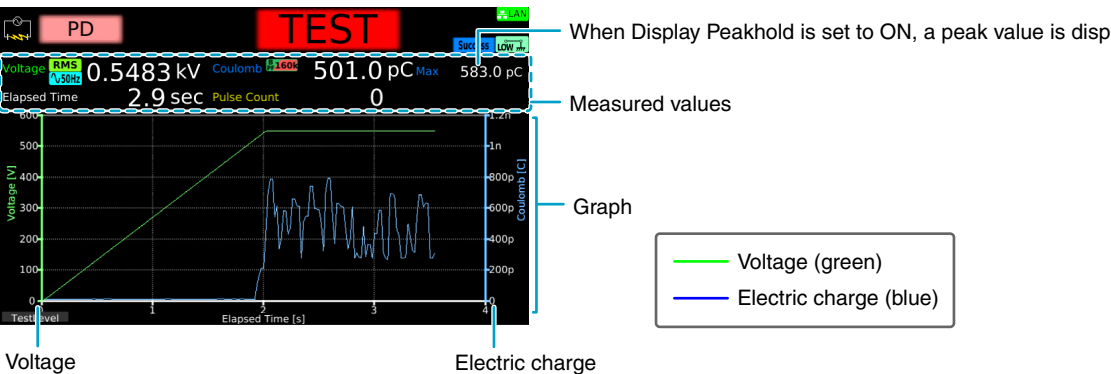 PD
TEST
LAN
Success
LOW
When Display Peakhold is set to ON, a peak value is disp
Voltage RMS 50Hz 0.5483 kV Coulomb 160k 501.0 pC Max 583.0 pC
Elapsed Time 2.9 sec Pulse Count 0
Measured values
600
500
400
300
200
100
0
Voltage [V]
1.2n
1n
800p
600p
400p
200p
0
Coulomb [C]
Graph
Voltage (green)
Electric charge (blue)
1
2
3
4
Elapsed Time [s]
Voltage
Electric charge